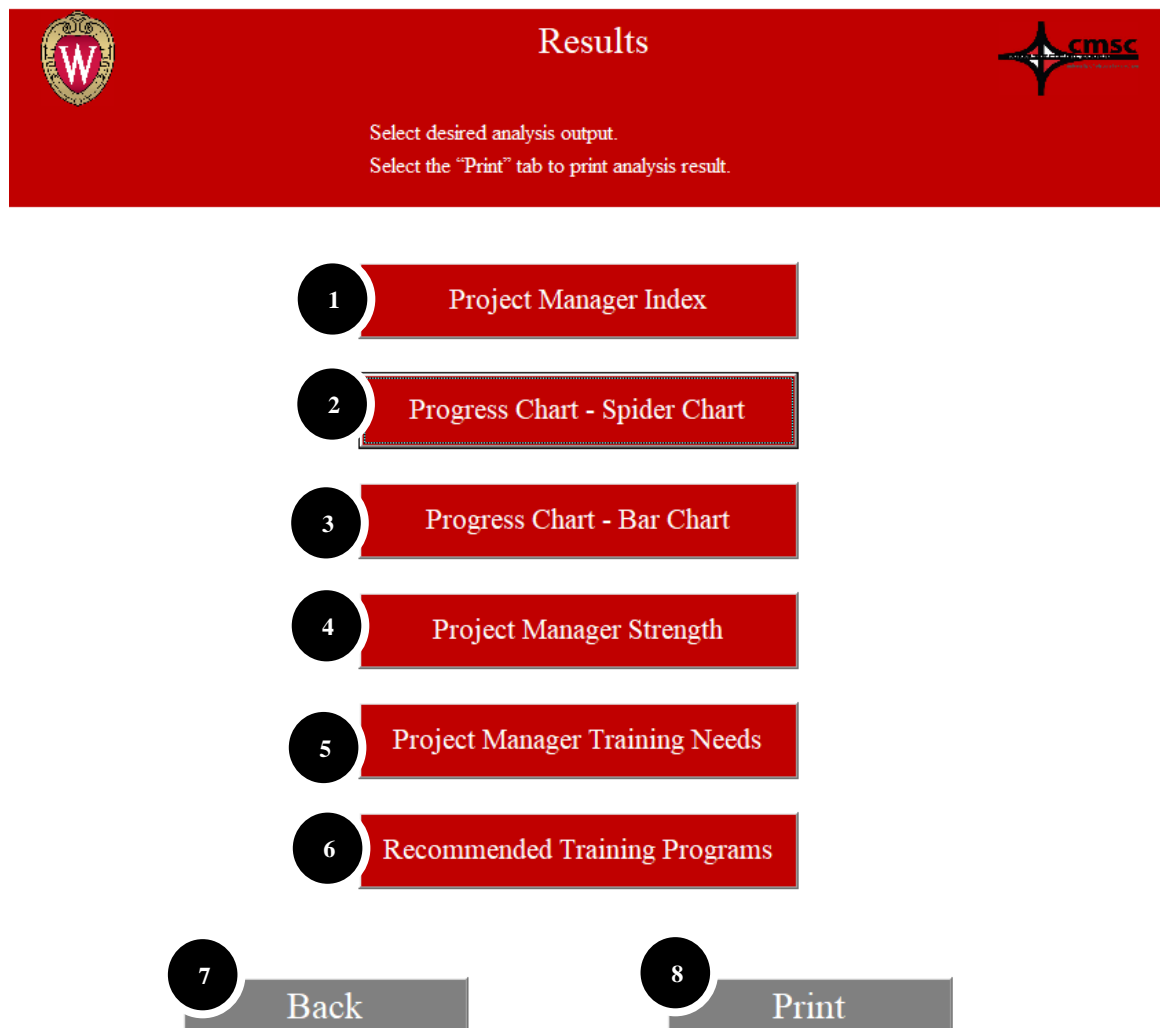 W
Results
cmsc
Select desired analysis output.
Select the “Print” tab to print analysis result.
1
Project Manager Index
2
Progress Chart - Spider Chart
3
Progress Chart - Bar Chart
4
Project Manager Strength
5
Project Manager Training Needs
6
Recommended Training Programs
7
Back
8
Print